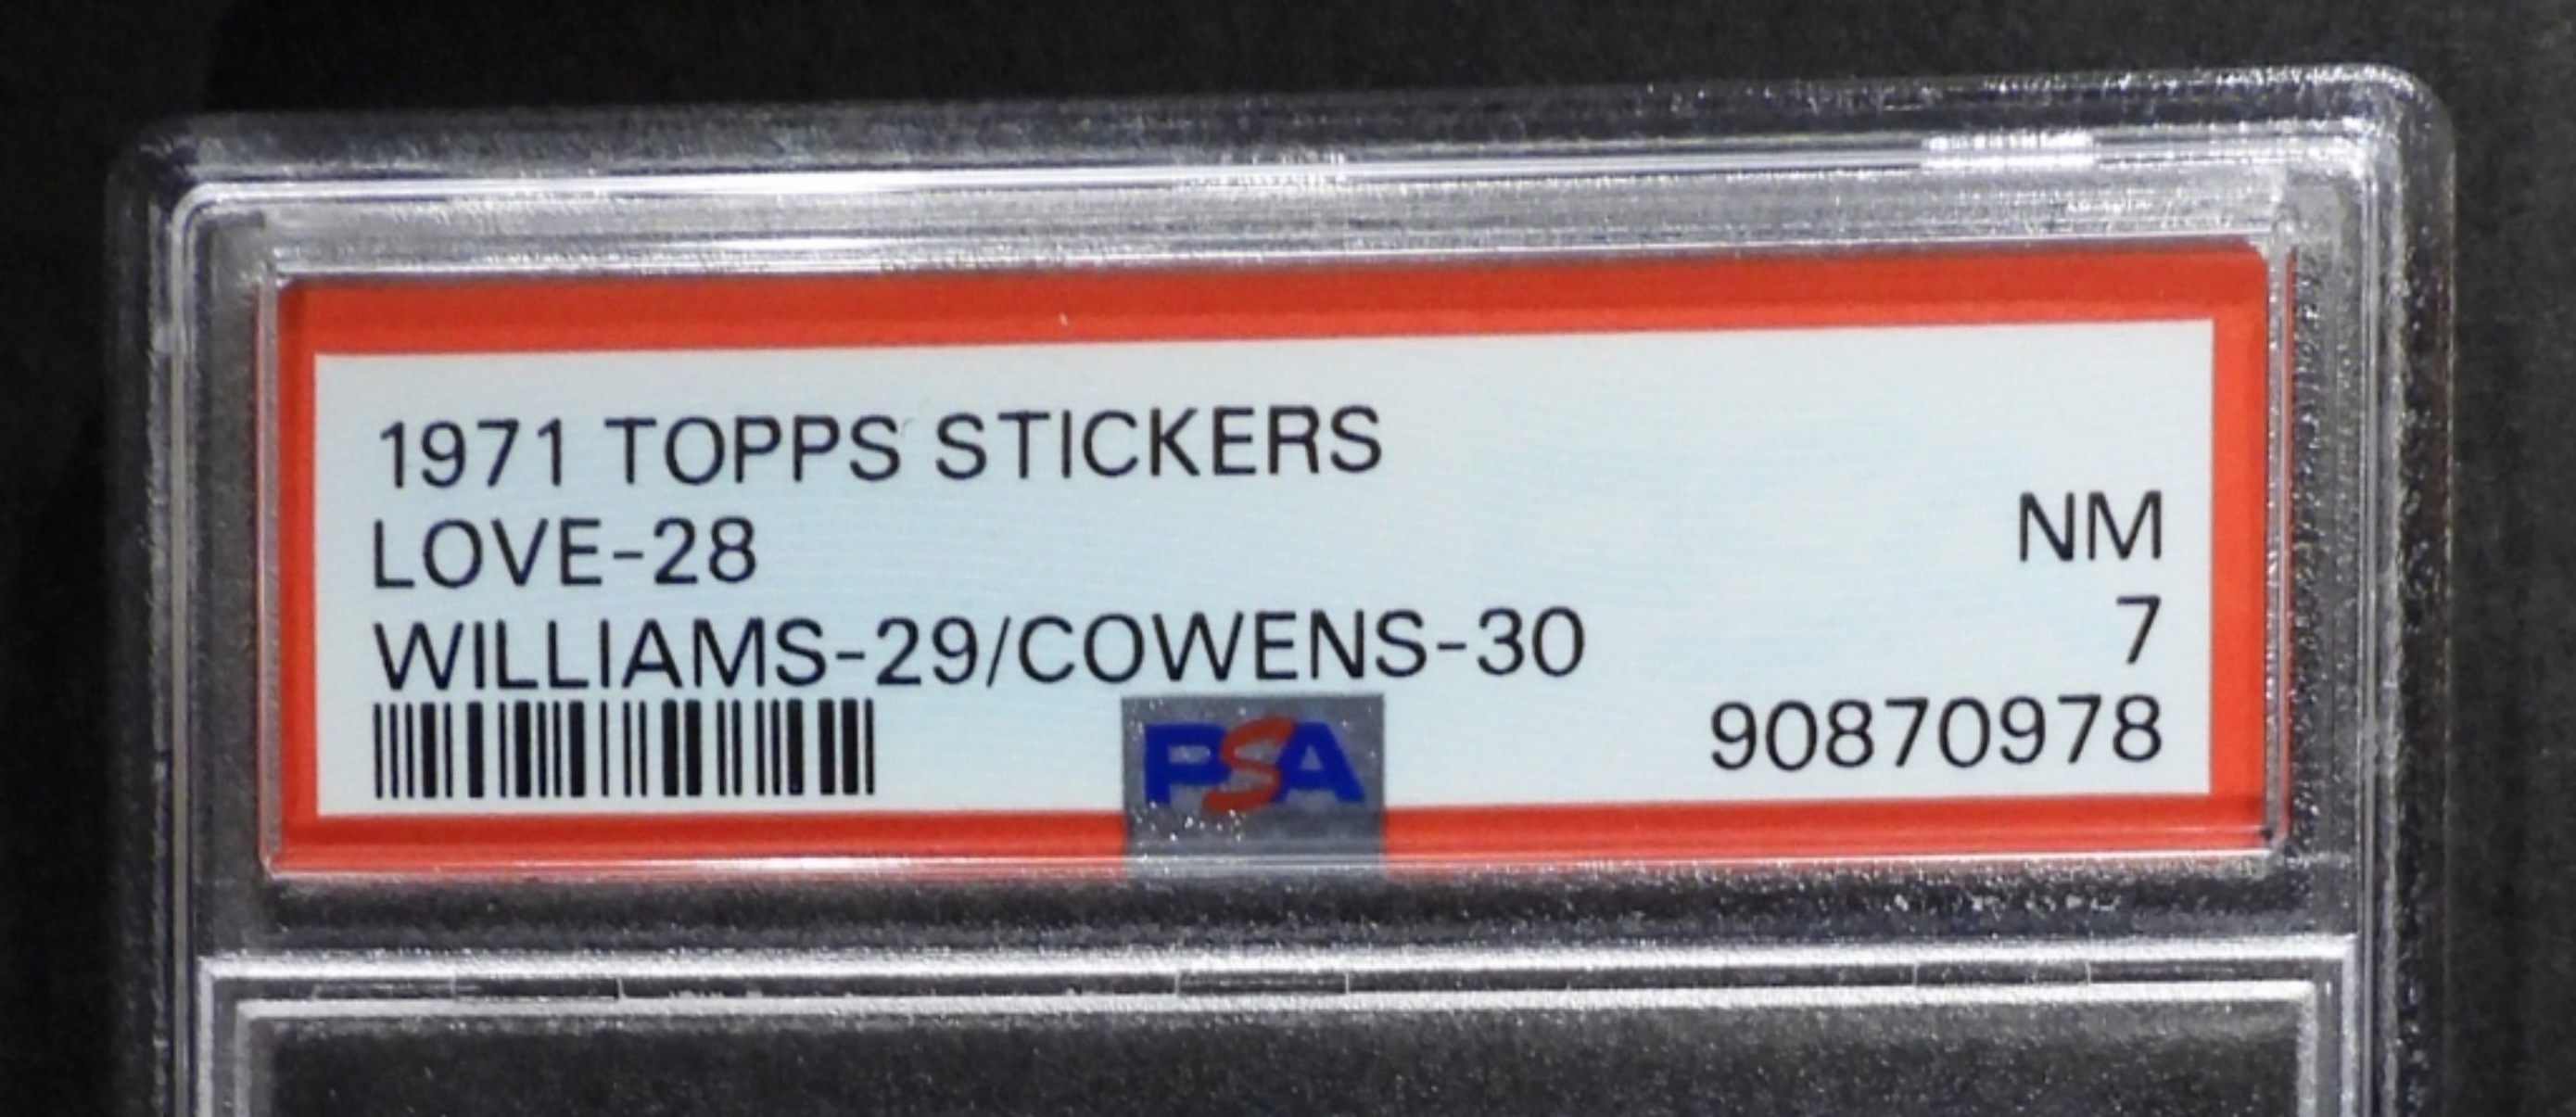 1971 TOPPS STICKERS
LOVE-28
NM
WILLIAMS-29/COWENS-30
7
PSA
90870978